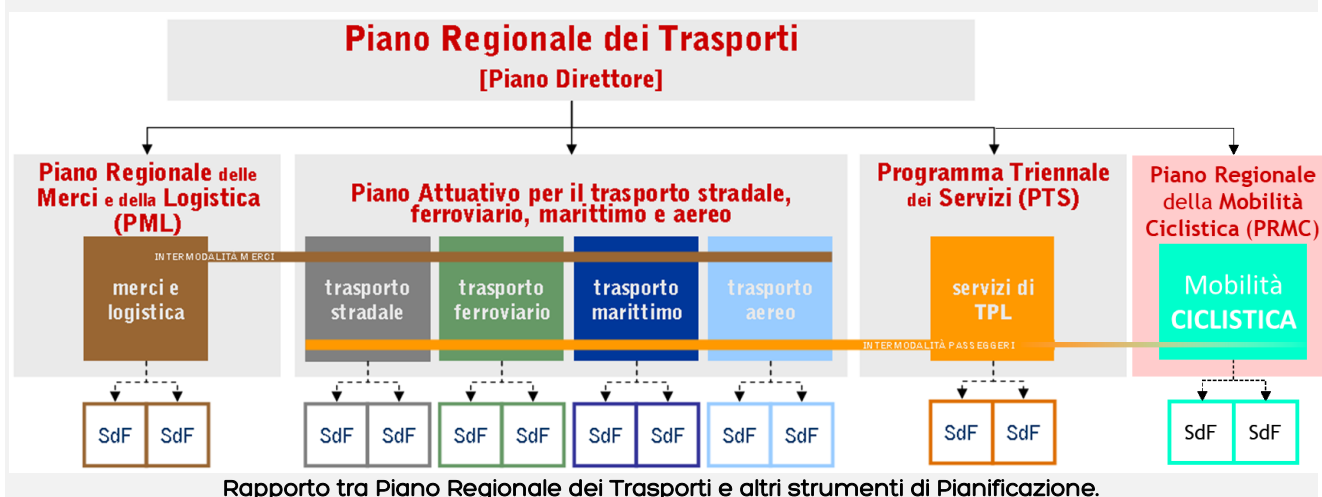 Piano Regionale dei Trasporti
[Piano Direttore]
Piano Regionale delle
Merci e della Logistica
(PML)
Piano Attuativo per il trasporto stradale,
ferroviario, marittimo e aereo
Programma Triennale
dei Servizi (PTS)
Piano Regionale
della Mobilità
Ciclistica (PRMC)
INTERMODALITÀ MERCI
merci e
logistica
trasporto
stradale
trasporto
ferroviario
trasporto
marittimo
trasporto
aereo
servizi di
TPL
Mobilità
CICLISTICA
INTERMODALITÀ PASSEGGERI
SdF SdF SdF SdF SdF SdF SdF SdF SdF SdF SdF SdF SdF SdF
Rapporto tra Piano Regionale dei Trasporti e altri strumenti di Pianificazione.